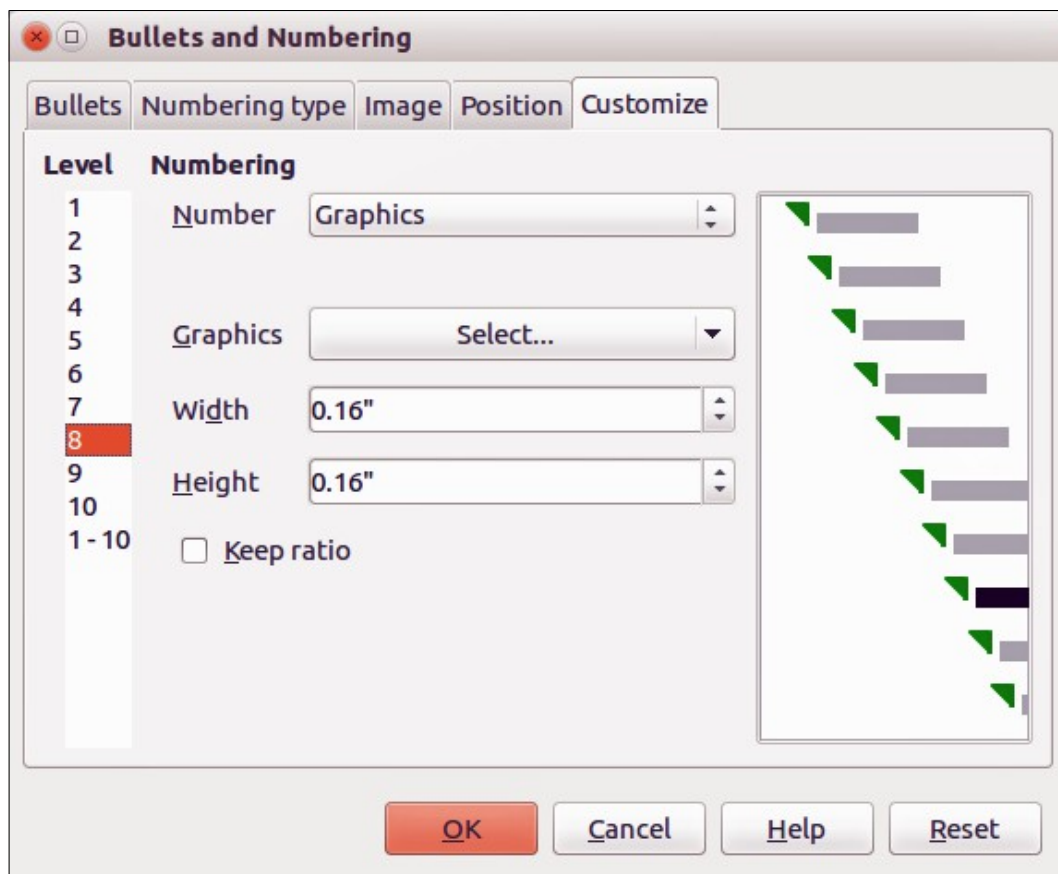 Bullets and Numbering
Bullets
Numbering type
Image
Position
Customize
Level
Numbering
1
2
3
4
5
6
7
8
9
10
1 - 10
Number
Graphics
Graphics
Select...
Width
0.16"
Height
0.16"
Keep ratio
OK
Cancel
Help
Reset